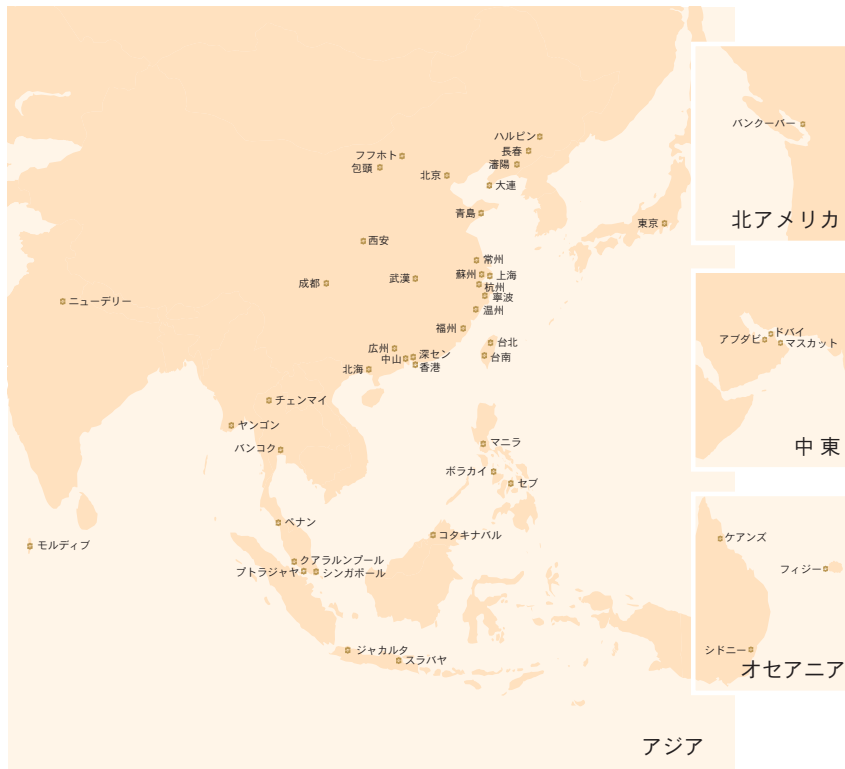 ハルビン
長春
瀋陽
フフホト
包頭
北京
大連
青島
東京
西安
常州
蘇州
上海
武漢
成都
杭州
寧波
ニューデリー
温州
福州
台北
台南
広州
深セン
中山
香港
北海
チェンマイ
ヤンゴン
バンコク
マニラ
ボラカイ
セブ
ペナン
コタキナバル
モルディブ
クアラルンプール
プトラジャヤ
シンガポール
ジャカルタ
スラバヤ
アジア
バンクーバー
北アメリカ
ドバイ
アブダビ
マスカット
中 東
ケアンズ
フィジー
シドニー
オセアニア